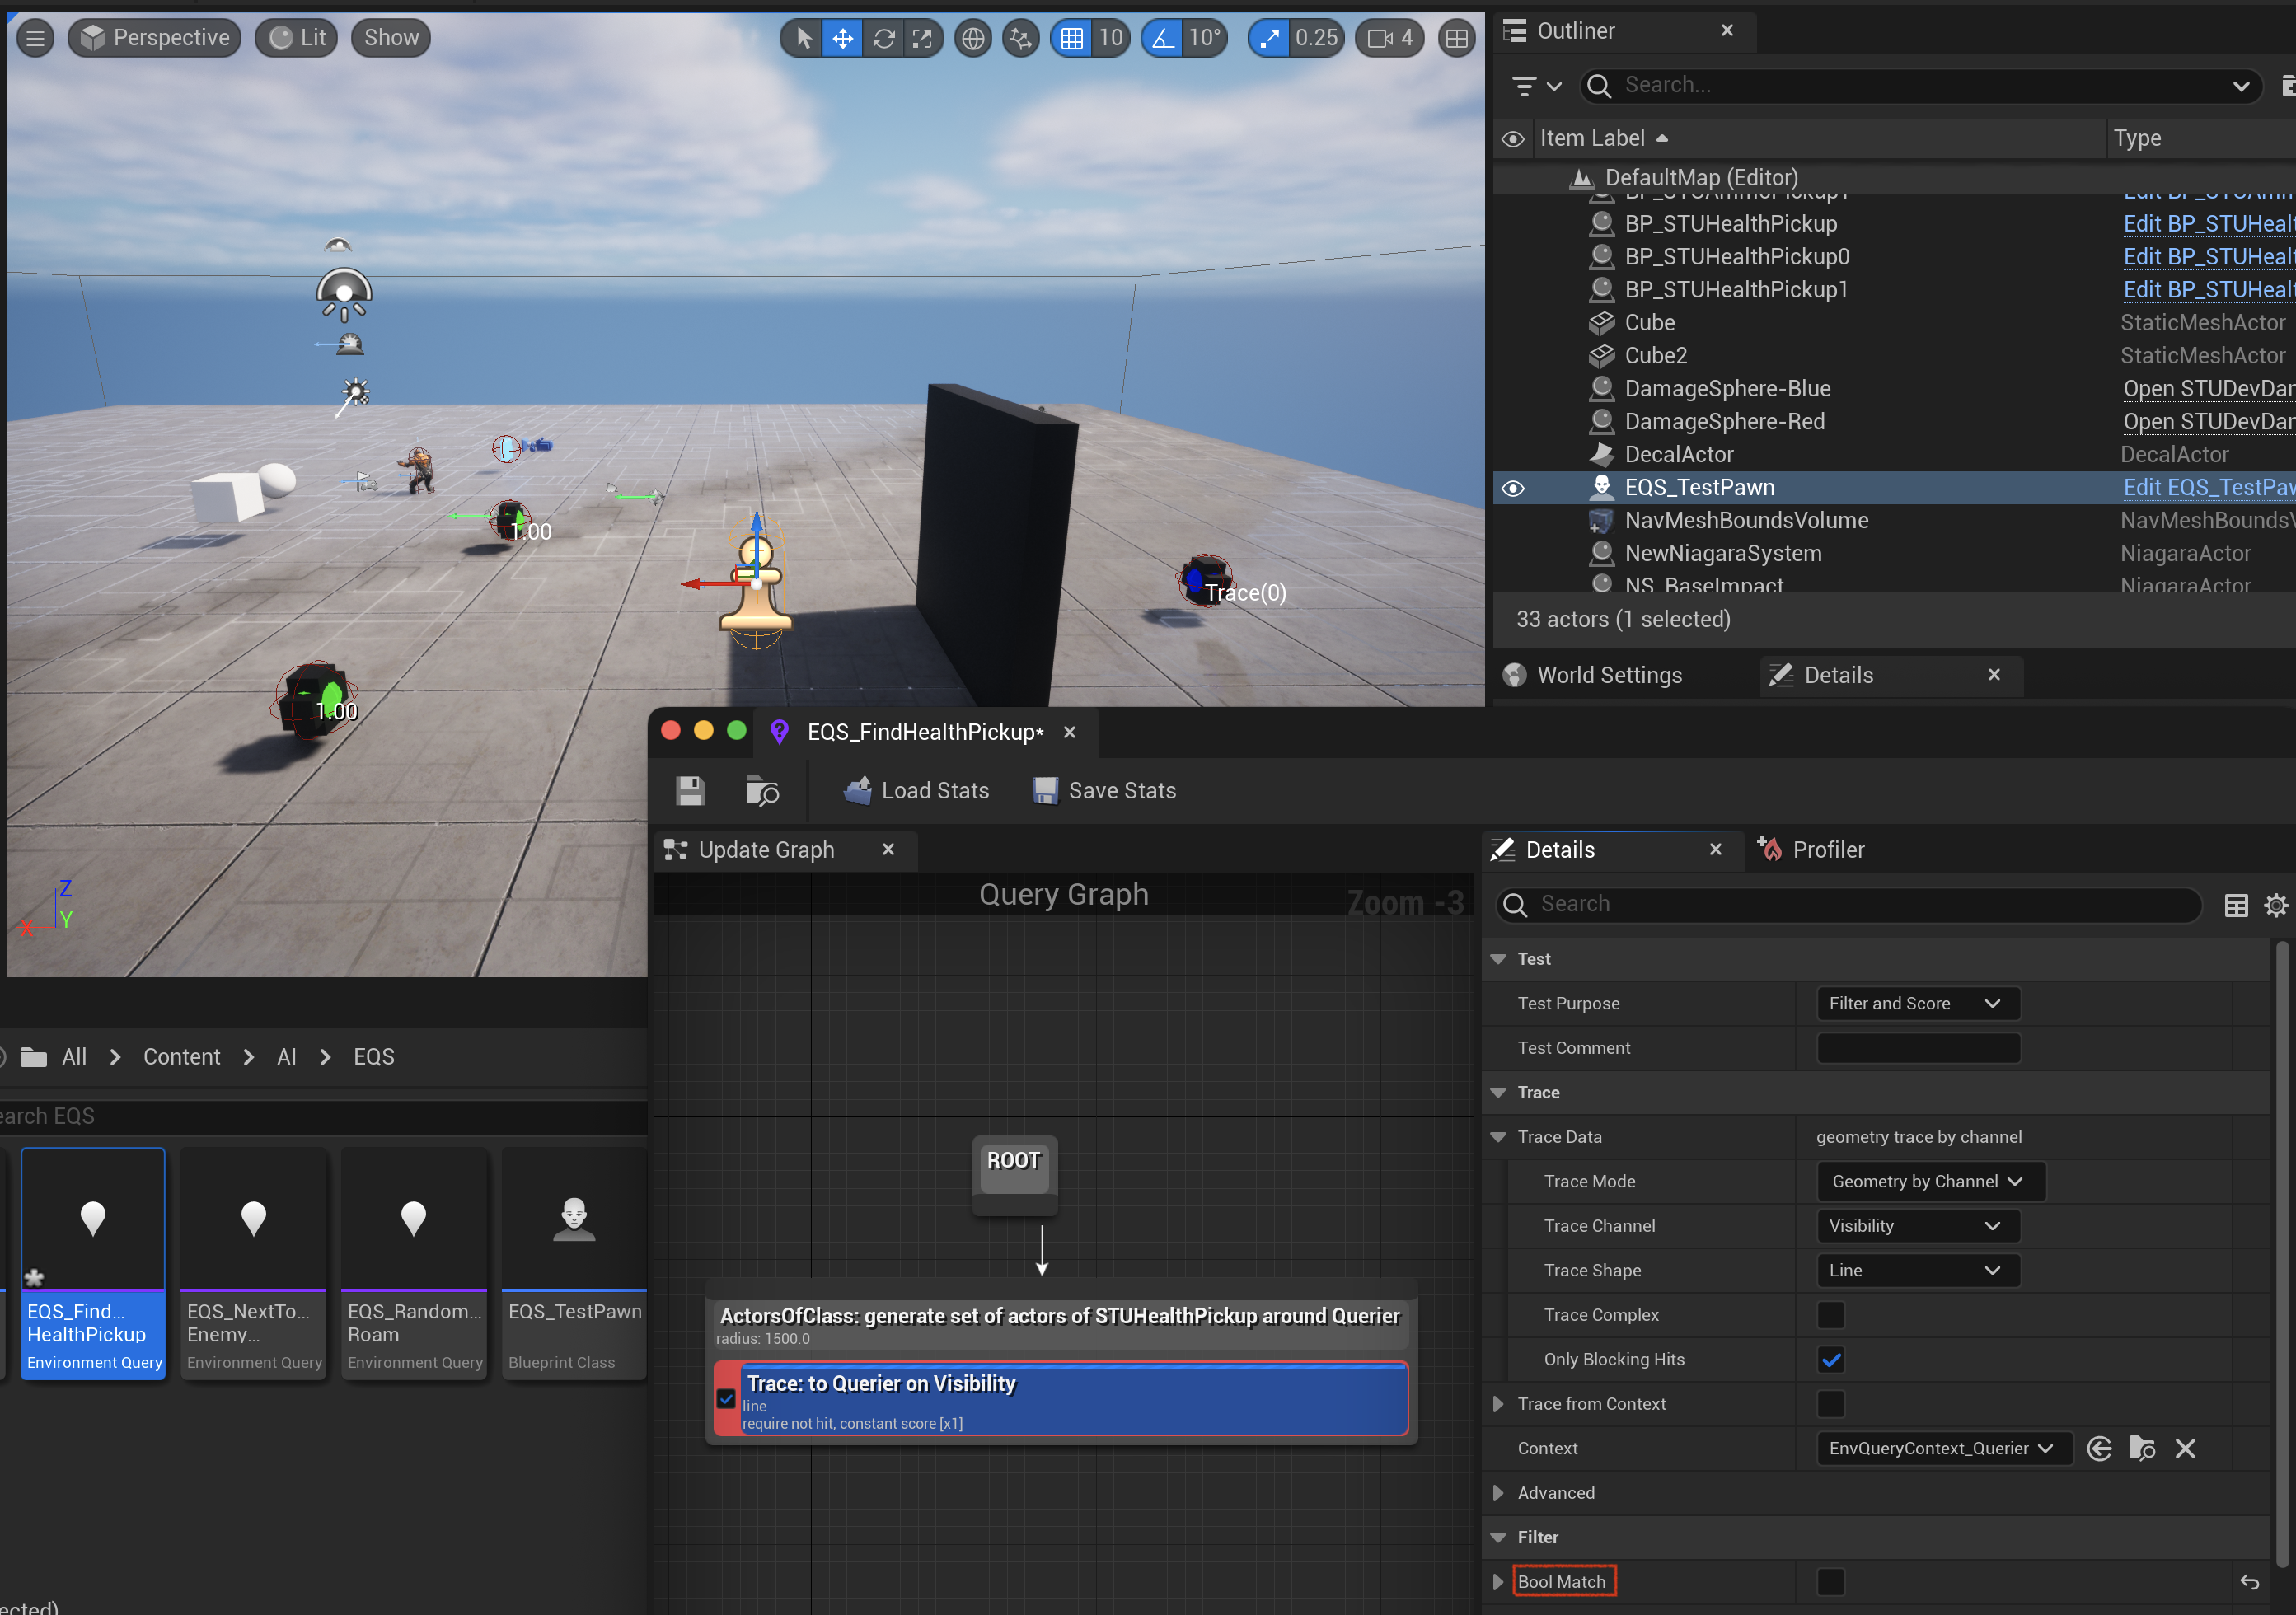 Perspective
Lit
Show
10
10°
0.25
4
1.00
Trace(0)
1.00
Z
X
Y
Outliner
Search...
Item Label
Type
DefaultMap (Editor)
BP_STUHealthPickup
Edit BP_STUHealt
BP_STUHealthPickup0
Edit BP_STUHealt
BP_STUHealthPickup1
Edit BP_STUHealt
Cube
StaticMeshActor
Cube2
StaticMeshActor
DamageSphere-Blue
Open STUDevDar
DamageSphere-Red
Open STUDevDar
DecalActor
DecalActor
EQS_TestPawn
Edit EQS_TestPaw
NavMeshBoundsVolume
NavMeshBoundsV
NewNiagaraSystem
NiagaraActor
NS_BaseImpact
NiagaraActor
33 actors (1 selected)
World Settings
Details
All
Content
AI
EQS
earch EQS
EQS_Find...
HealthPickup
Environment Query
EQS_NextTo...
Enemy...
Environment Query
EQS_Random...
Roam
Environment Query
EQS_TestPawn
Blueprint Class
ected)
EQS_FindHealthPickup*
Load Stats
Save Stats
Update Graph
Query Graph
Zoom -3
ROOT
ActorsOfClass: generate set of actors of STUHealthPickup around Querier
radius: 1500.0
Trace: to Querier on Visibility
line
require not hit, constant score [x1]
Details
Profiler
Search
Test
Test Purpose
Filter and Score
Test Comment
Trace
Trace Data
geometry trace by channel
Trace Mode
Geometry by Channel
Trace Channel
Visibility
Trace Shape
Line
Trace Complex
Only Blocking Hits
Trace from Context
Context
EnvQueryContext_Querier
Advanced
Filter
Bool Match